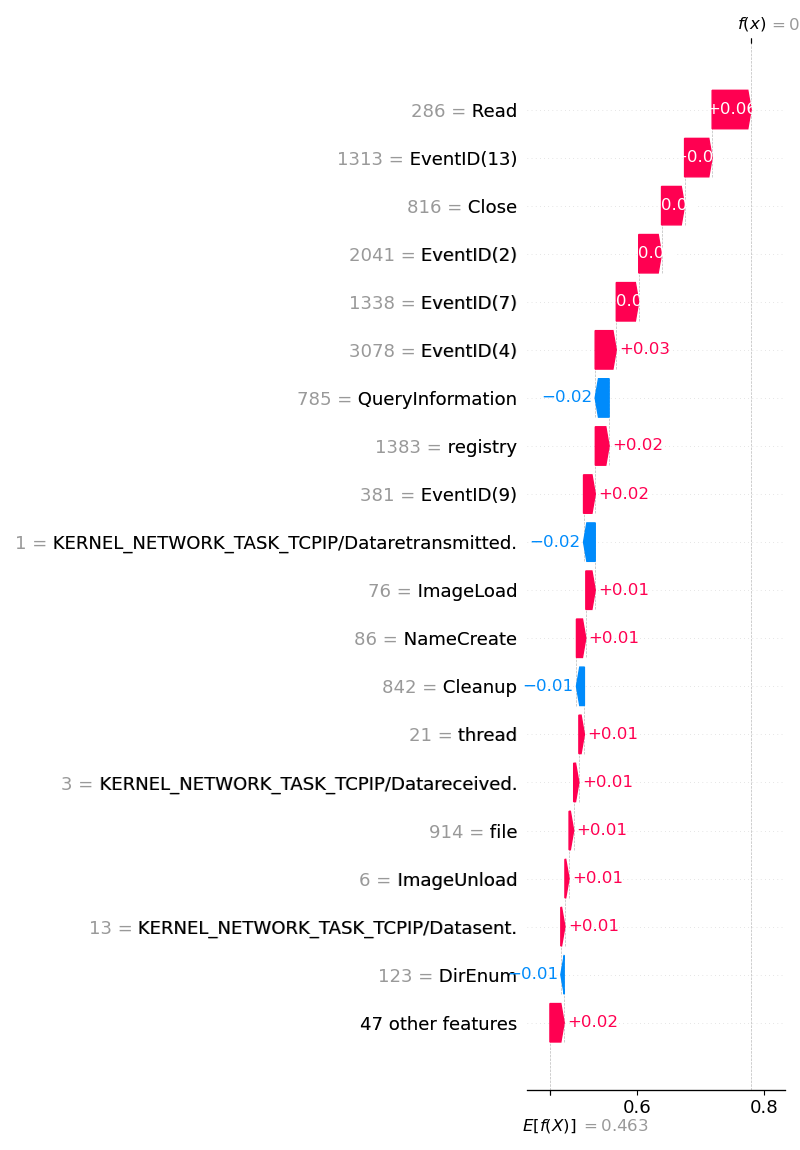 f(x) = 0
286 = Read
+0.06
1313 = EventID(13)
816 = Close
2041 = EventID(2)
1338 = EventID(7)
3078 = EventID(4)
+0.03
785 = QueryInformation
−0.02
1383 = registry
+0.02
381 = EventID(9)
+0.02
1 = KERNEL_NETWORK_TASK_TCPIP/Dataretransmitted.
−0.02
76 = ImageLoad
+0.01
86 = NameCreate
+0.01
842 = Cleanup
−0.01
21 = thread
+0.01
3 = KERNEL_NETWORK_TASK_TCPIP/Datareceived.
+0.01
914 = file
+0.01
6 = ImageUnload
+0.01
13 = KERNEL_NETWORK_TASK_TCPIP/Datasent.
+0.01
123 = DirEnum
−0.01
47 other features
+0.02
0.6
0.8
E[f(X)] = 0.463